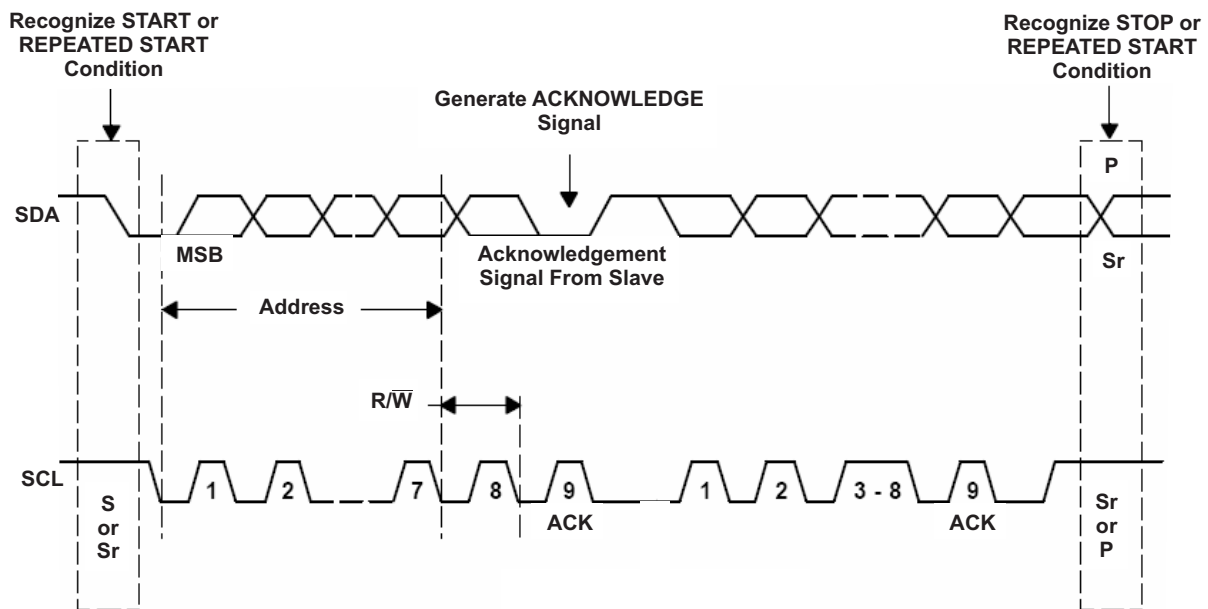 Recognize START or
REPEATED START
Condition
Recognize STOP or
REPEATED START
Condition
Generate ACKNOWLEDGE
Signal
P
SDA
MSB
Acknowledgement
Signal From Slave
Sr
Address
R/W̅
SCL
1
2
7
8
9
1
2
3 - 8
9
ACK
ACK
S
or
Sr
Sr
or
P